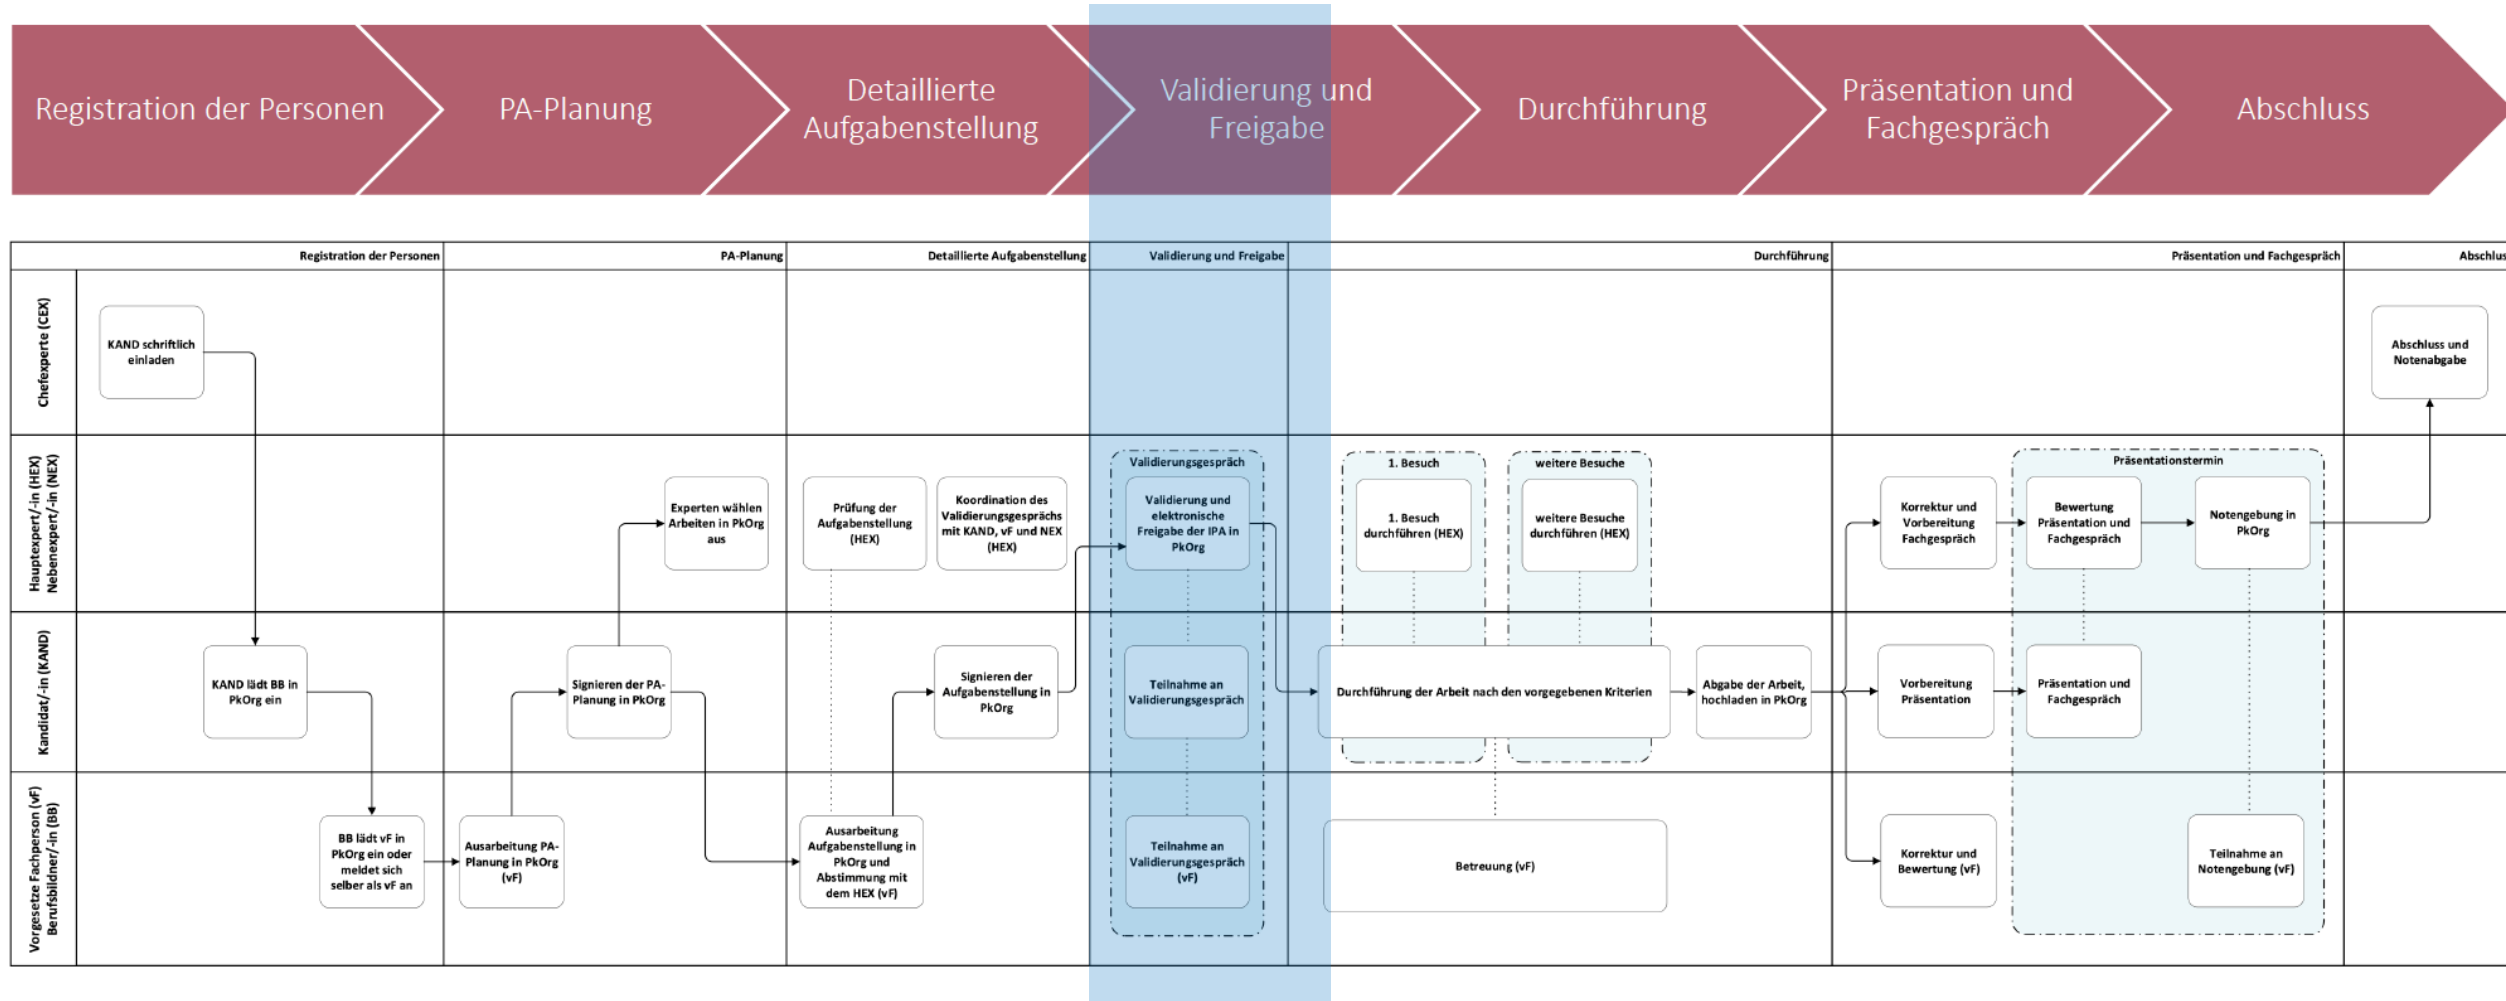 Registration der Personen
PA-Planung
Detaillierte
Aufgabenstellung
Validierung und
Freigabe
Durchführung
Präsentation und
Fachgespräch
Abschluss
Registration der Personen
PA-Planung
Detaillierte Aufgabenstellung
Validierung und Freigabe
Durchführung
Präsentation und Fachgespräch
Abschlus
Chefexperte (CEX)
KAND schriftlich
einladen
Abschluss und
Notenabgabe
Hauptexpert/-in (HEX)
Nebenexpert/-in (NEX)
Experten wählen
Arbeiten in PkOrg
aus
Prüfung der
Aufgabenstellung
(HEX)
Koordination des
Validierungsgesprächs
mit KAND, vF und NEX
(HEX)
Validierungsgespräch
Validierung und
elektronische
Freigabe der IPA in
PkOrg
1. Besuch
1. Besuch
durchführen (HEX)
weitere Besuche
weitere Besuche
durchführen (HEX)
Korrektur und
Vorbereitung
Fachgespräch
Präsentationstermin
Bewertung
Präsentation und
Fachgespräch
Notengebung in
PkOrg
Kandidat/-in (KAND)
KAND lädt BB in
PkOrg ein
Signieren der PA-
Planung in PkOrg
Signieren der
Aufgabenstellung in
PkOrg
Teilnahme an
Validierungsgespräch
Durchführung der Arbeit nach den vorgegebenen Kriterien
Abgabe der Arbeit,
hochladen in PkOrg
Vorbereitung
Präsentation
Präsentation und
Fachgespräch
Vorgesetze Fachperson (vF)
Berufsbildner/-in (BB)
BB lädt vF in
PkOrg ein oder
meldet sich
selber als vF an
Ausarbeitung PA-
Planung in PkOrg
(vF)
Ausarbeitung
Aufgabenstellung in
PkOrg und
Abstimmung mit
dem HEX (vF)
Teilnahme an
Validierungsgespräch
(vF)
Betreuung (vF)
Korrektur und
Bewertung (vF)
Teilnahme an
Notengebung (vF)